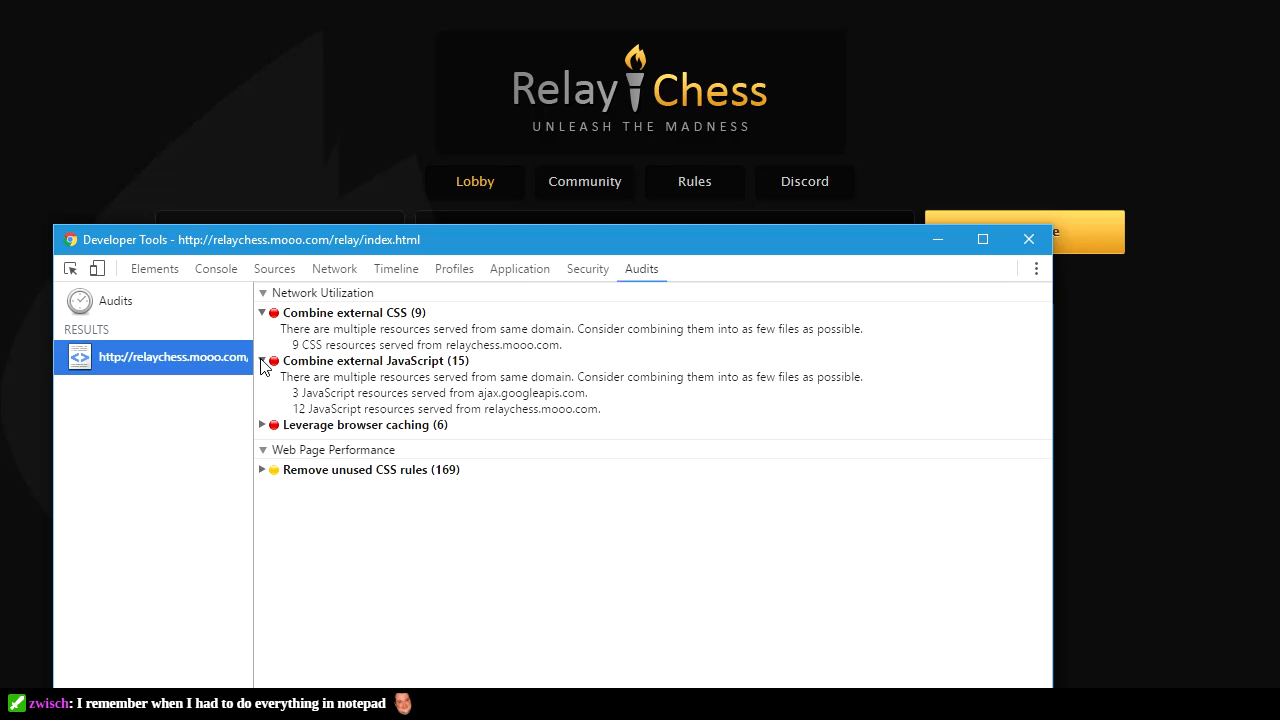 Relay Chess
UNLEASH THE MADNESS
Lobby Community Rules Discord
e
Developer Tools - http://relaychess.mooo.com/relay/index.html
Elements Console Sources Network Timeline Profiles Application Security Audits
Audits
RESULTS
http://relaychess.mooo.com/
Network Utilization
Combine external CSS (9)
There are multiple resources served from same domain. Consider combining them into as few files as possible.
9 CSS resources served from relaychess.mooo.com.
Combine external JavaScript (15)
There are multiple resources served from same domain. Consider combining them into as few files as possible.
3 JavaScript resources served from ajax.googleapis.com.
12 JavaScript resources served from relaychess.mooo.com.
Leverage browser caching (6)
Web Page Performance
Remove unused CSS rules (169)
zwisch: I remember when I had to do everything in notepad